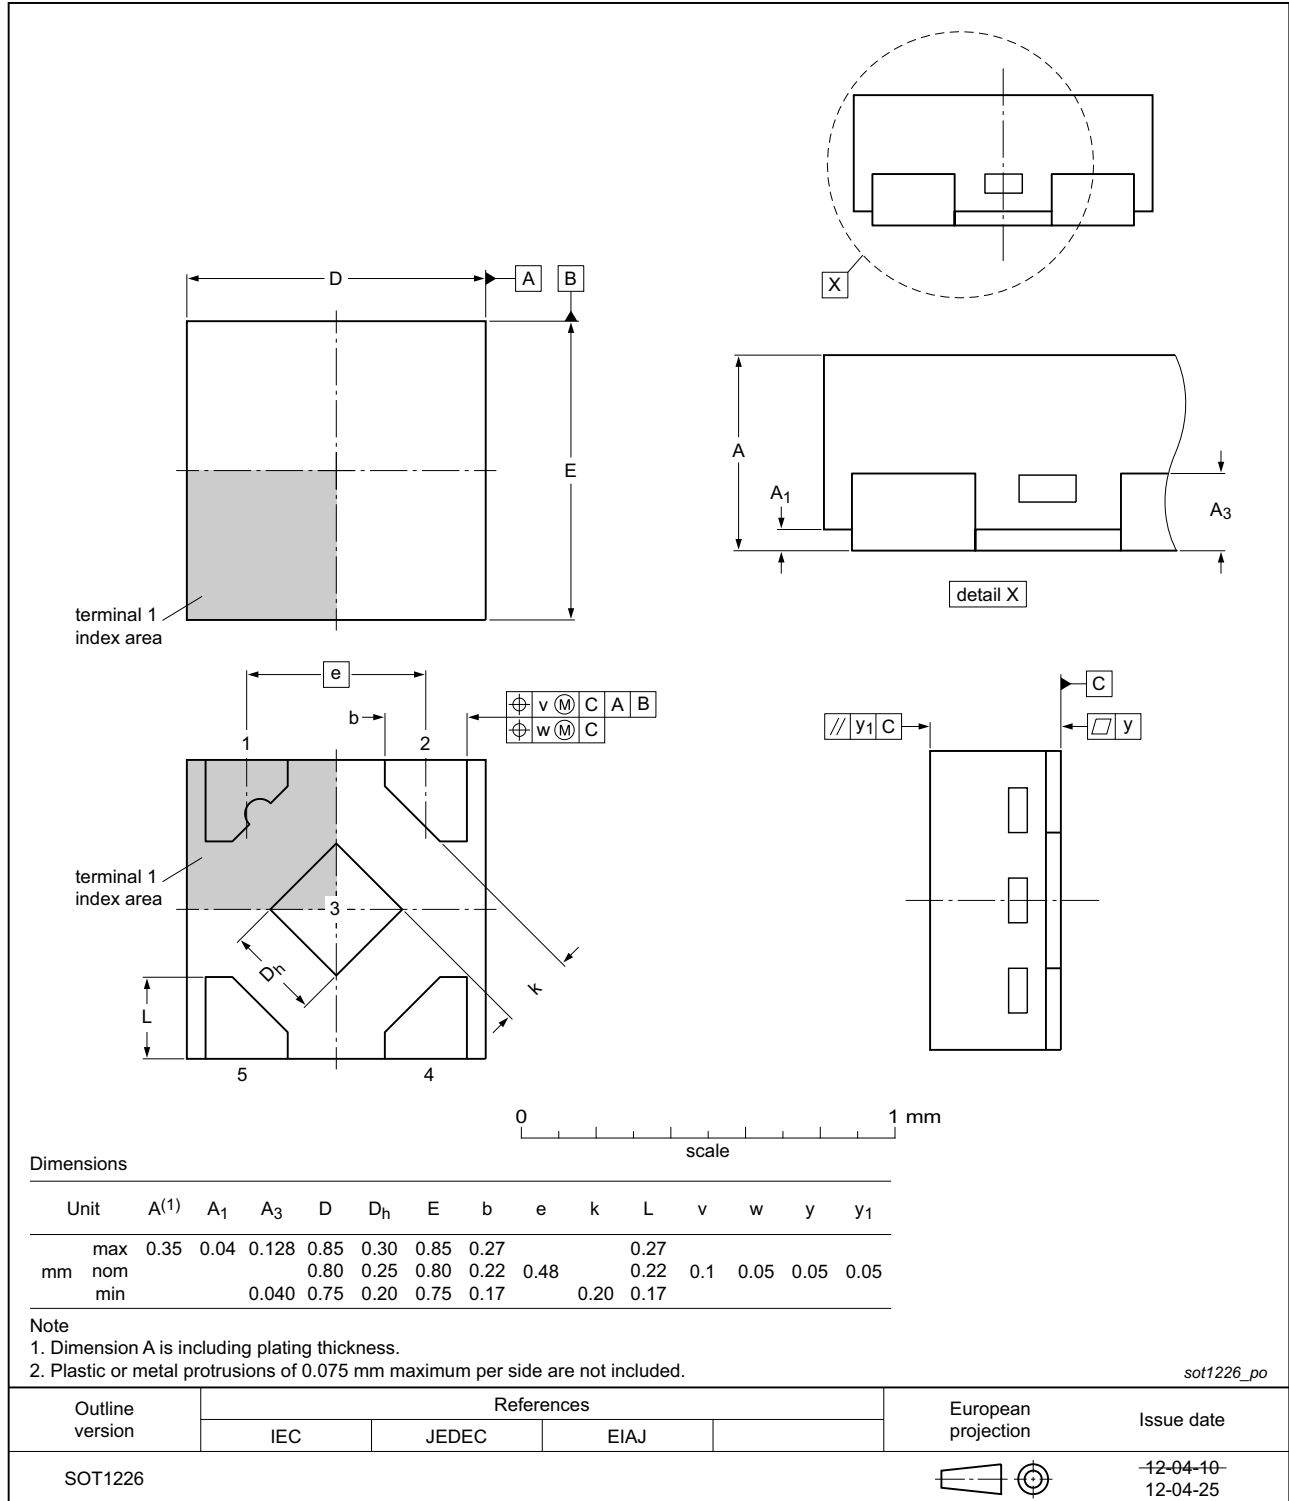 X
D
A
B
E
terminal 1
index area
A
A1
A3
detail X
e
b
v M C A B
w M C
1
2
terminal 1
index area
3
Dh
k
L
5
4
C
// y1 C
y
0
1 mm
scale
Dimensions
Unit A(1) A1 A3 D Dh E b e k L v w y y1
max 0.35 0.04 0.128 0.85 0.30 0.85 0.27 0.27
mm nom 0.80 0.25 0.80 0.22 0.48 0.22 0.1 0.05 0.05 0.05
min 0.040 0.75 0.20 0.75 0.17 0.20 0.17
Note
1. Dimension A is including plating thickness.
2. Plastic or metal protrusions of 0.075 mm maximum per side are not included.
sot1226_po
Outline
version
References
IEC JEDEC EIAJ
European
projection
Issue date
SOT1226
12-04-10
12-04-25